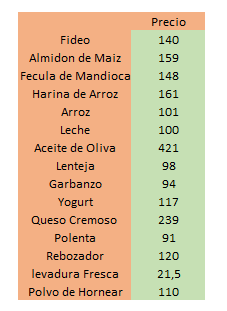 Precio
Fideo 140
Almidon de Maiz 159
Fecula de Mandioca 148
Harina de Arroz 161
Arroz 101
Leche 100
Aceite de Oliva 421
Lenteja 98
Garbanzo 94
Yogurt 117
Queso Cremoso 239
Polenta 91
Rebozador 120
levadura Fresca 21,5
Polvo de Hornear 110